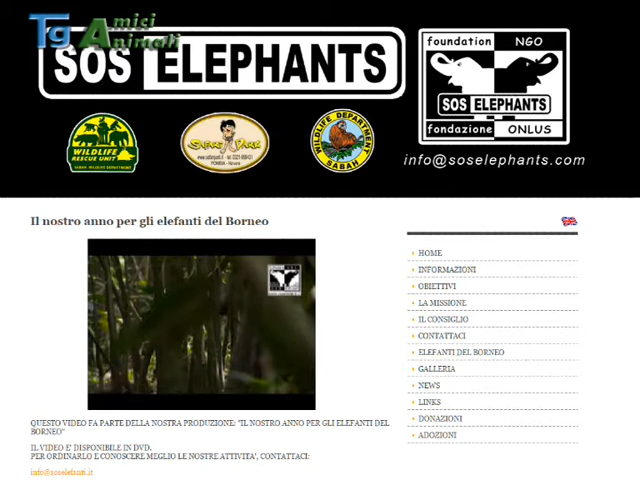 Tg Amici Animali
SOS ELEPHANTS
foundation NGO
SOS ELEPHANTS
fondazione ONLUS
WILDLIFE
RESCUE UNIT
SABAH WILDLIFE DEPARTMENT
SAFARI PARK
POMBIA - Novara
WILDLIFE DEPARTMENT
SABAH
info@soselephants.com
Il nostro anno per gli elefanti del Borneo
HOME
INFORMAZIONI
OBIETTIVI
LA MISSIONE
IL CONSIGLIO
CONTATTACI
ELEFANTI DEL BORNEO
GALLERIA
NEWS
LINKS
DONAZIONI
ADOZIONI
QUESTO VIDEO FA PARTE DELLA NOSTRA PRODUZIONE: "IL NOSTRO ANNO PER GLI ELEFANTI DEL
BORNEO"
IL VIDEO E' DISPONIBILE IN DVD.
PER ORDINARLO E CONOSCERE MEGLIO LE NOSTRE ATTIVITA', CONTATTACI:
info@soselefanti.it